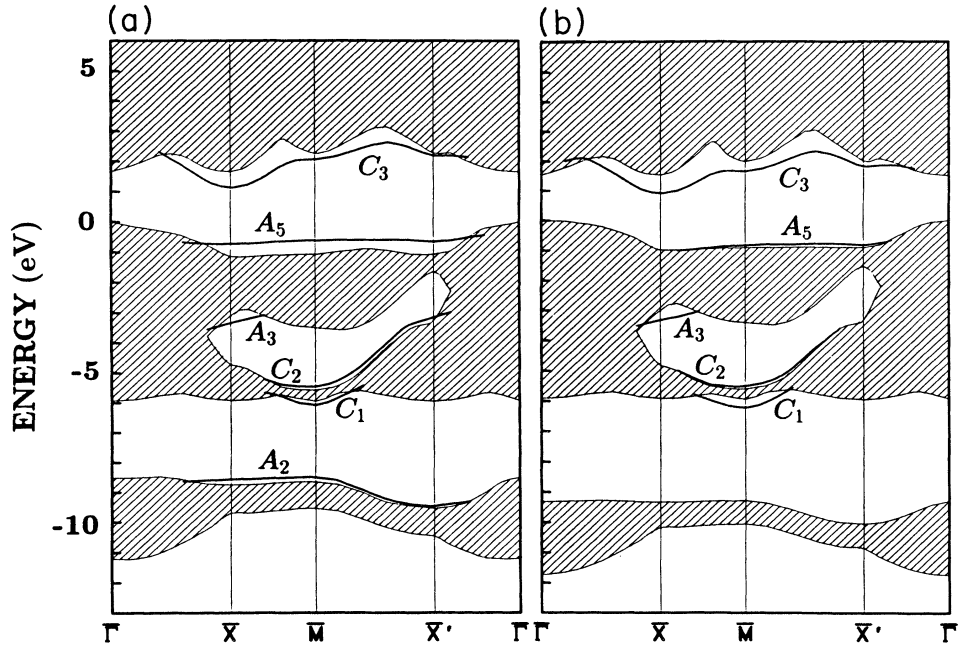 (a)
(b)
ENERGY (eV)
5
0
-5
-10
C₃
A₅
A₃
C₂
C₁
A₂
C₃
A₅
A₃
C₂
C₁
Γ̄ X̄ M̄ X̄′ Γ̄
Γ̄ X̄ M̄ X̄′ Γ̄